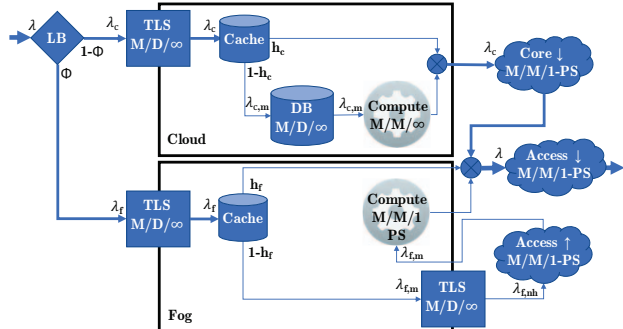 λ
LB
1-Φ
Φ
λc
TLS
M/D/∞
λc
Cache
hc
1-hc
λc,m
DB
M/D/∞
λc,m
Compute
M/M/∞
Cloud
λc
Core ↓
M/M/1-PS
λ
Access ↓
M/M/1-PS
λf
TLS
M/D/∞
λf
Cache
hf
1-hf
Compute
M/M/1
PS
λf,m
λf,m
TLS
M/D/∞
λf,nh
Access ↑
M/M/1-PS
Fog